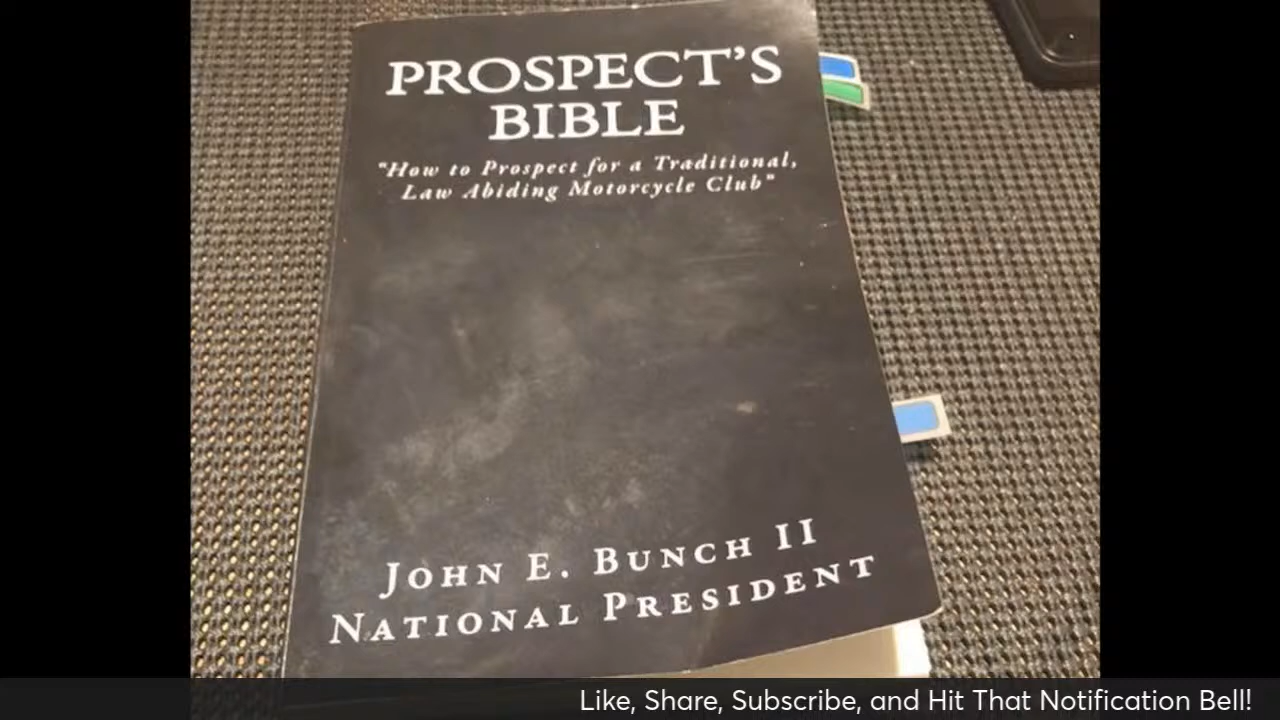 PROSPECT'S
BIBLE
"How to Prospect for a Traditional,
Law Abiding Motorcycle Club"
JOHN E. BUNCH II
NATIONAL PRESIDENT
Like, Share, Subscribe, and Hit That Notification Bell!